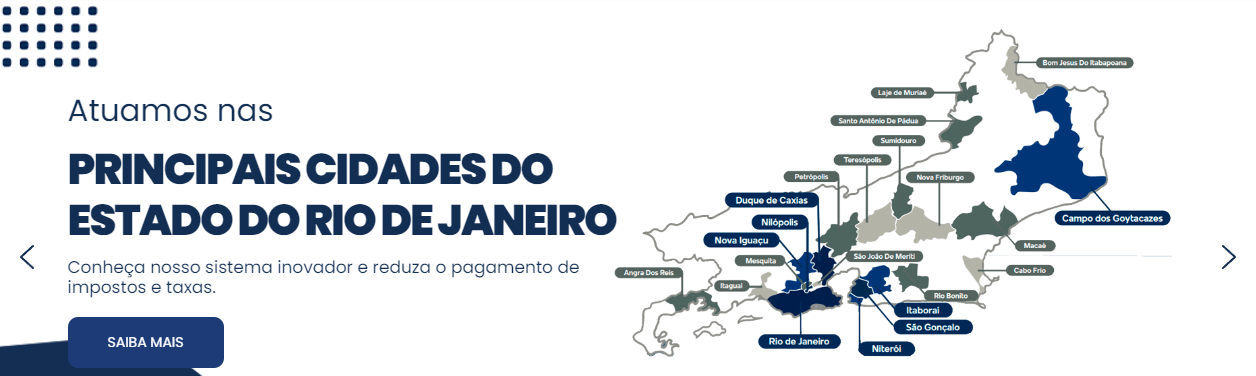 Atuamos nas
PRINCIPAIS CIDADES DO
ESTADO DO RIO DE JANEIRO
Conheça nosso sistema inovador e reduza o pagamento de
impostos e taxas.
SAIBA MAIS
Bom Jesus Do Itabapoana
Laje de Muriaé
Santo Antônio De Pádua
Sumidouro
Teresópolis
Petrópolis
Nova Friburgo
Duque de Caxias
Campo dos Goytacazes
Nilópolis
Nova Iguaçu
Macaé
Mesquita
São João De Meriti
Angra Dos Reis
Cabo Frio
Itaguaí
Rio Bonito
Itaboraí
São Gonçalo
Rio de Janeiro
Niterói